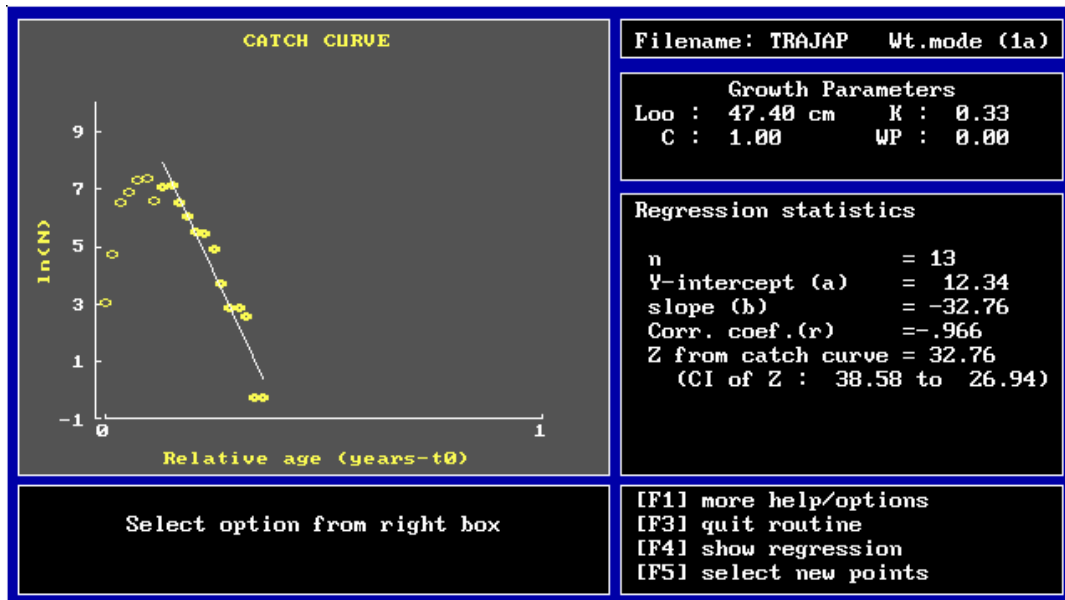 CATCH CURVE
9
7
5
3
1
-1
ln(N)
0 1
Relative age (years-t0)
Filename: TRAJAP Wt.mode (1a)
Growth Parameters
Loo : 47.40 cm K : 0.33
C : 1.00 WP : 0.00
Regression statistics
n = 13
Y-intercept (a) = 12.34
slope (b) = -32.76
Corr. coef.(r) =-.966
Z from catch curve = 32.76
(CI of Z : 38.58 to 26.94)
Select option from right box
[F1] more help/options
[F3] quit routine
[F4] show regression
[F5] select new points